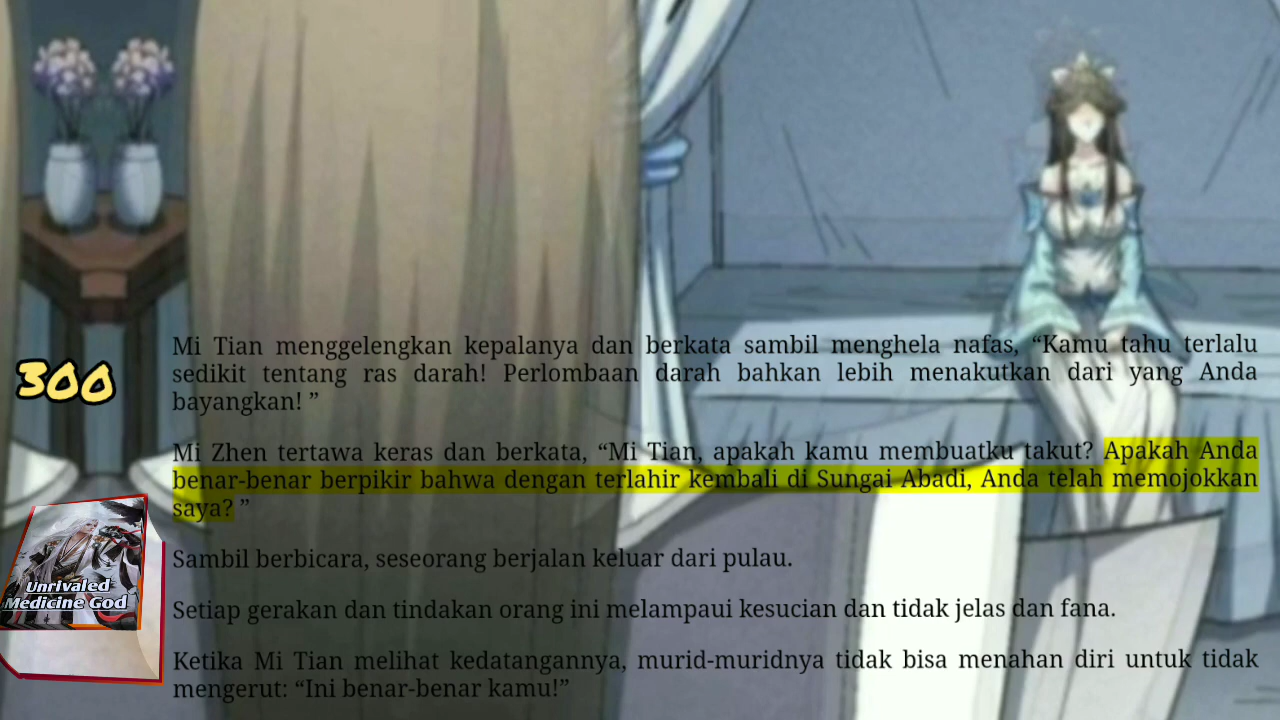 Mi Tian menggelengkan kepalanya dan berkata sambil menghela nafas, “Kamu tahu terlalu
sedikit tentang ras darah! Perlombaan darah bahkan lebih menakutkan dari yang Anda
bayangkan! ”
Mi Zhen tertawa keras dan berkata, “Mi Tian, apakah kamu membuatku takut? Apakah Anda
benar-benar berpikir bahwa dengan terlahir kembali di Sungai Abadi, Anda telah memojokkan
saya? ”
Sambil berbicara, seseorang berjalan keluar dari pulau.
Setiap gerakan dan tindakan orang ini melampaui kesucian dan tidak jelas dan fana.
Ketika Mi Tian melihat kedatangannya, murid-muridnya tidak bisa menahan diri untuk tidak
mengerut: “Ini benar-benar kamu!”
300
Unrivaled
Medicine God